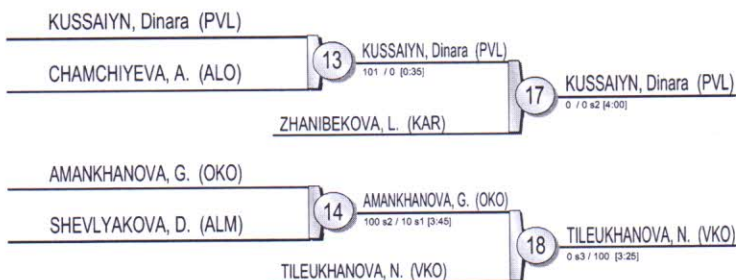 KUSSAIYN, Dinara (PVL)
CHAMCHIYEVA, A. (ALO)
13
KUSSAIYN, Dinara (PVL)
101 / 0 [0:35]
ZHANIBEKOVA, L. (KAR)
17
KUSSAIYN, Dinara (PVL)
0 / 0 s2 [4:00]
AMANKHANOVA, G. (OKO)
SHEVLYAKOVA, D. (ALM)
14
AMANKHANOVA, G. (OKO)
100 s2 / 10 s1 [3:45]
TILEUKHANOVA, N. (VKO)
18
TILEUKHANOVA, N. (VKO)
0 s3 / 100 [3:25]